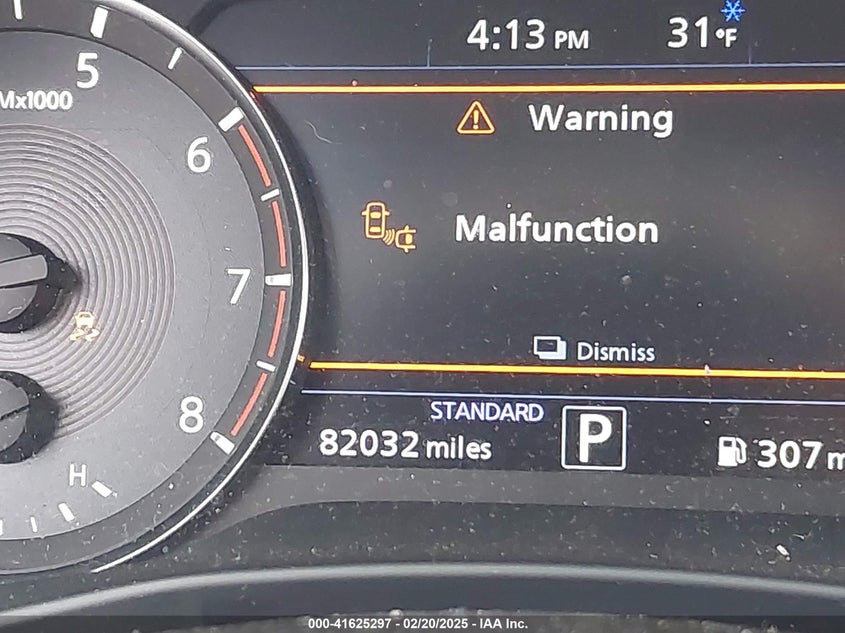 4:13 PM 31°F
5
Mx1000
Warning
6
Malfunction
7
Dismiss
8
STANDARD
82032 miles P 307 m
H
000-41625297 - 02/20/2025 - IAA Inc.